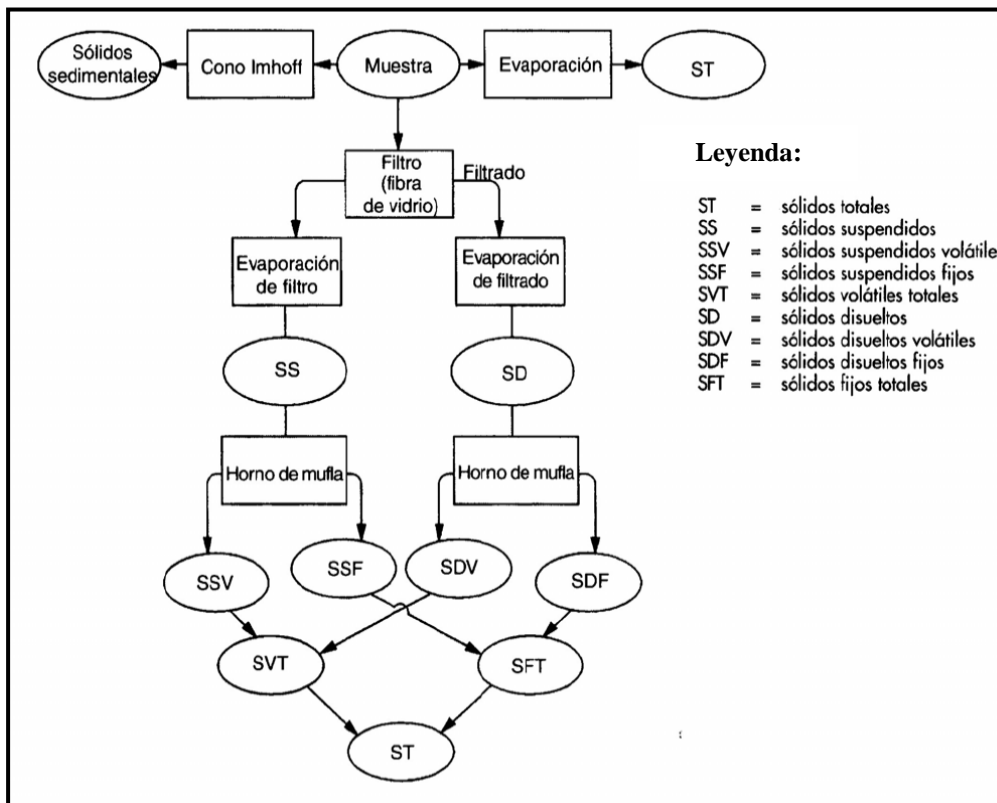 Sólidos
sedimentales
Cono Imhoff
Muestra
Evaporación
ST
Filtro
(fibra
de vidrio)
Filtrado
Evaporación
de filtro
Evaporación
de filtrado
SS
SD
Horno de mufla
Horno de mufla
SSV
SSF
SDV
SDF
SVT
SFT
ST
Leyenda:
ST = sólidos totales
SS = sólidos suspendidos
SSV = sólidos suspendidos volátile
SSF = sólidos suspendidos fijos
SVT = sólidos volátiles totales
SD = sólidos disueltos
SDV = sólidos disueltos volátiles
SDF = sólidos disueltos fijos
SFT = sólidos fijos totales